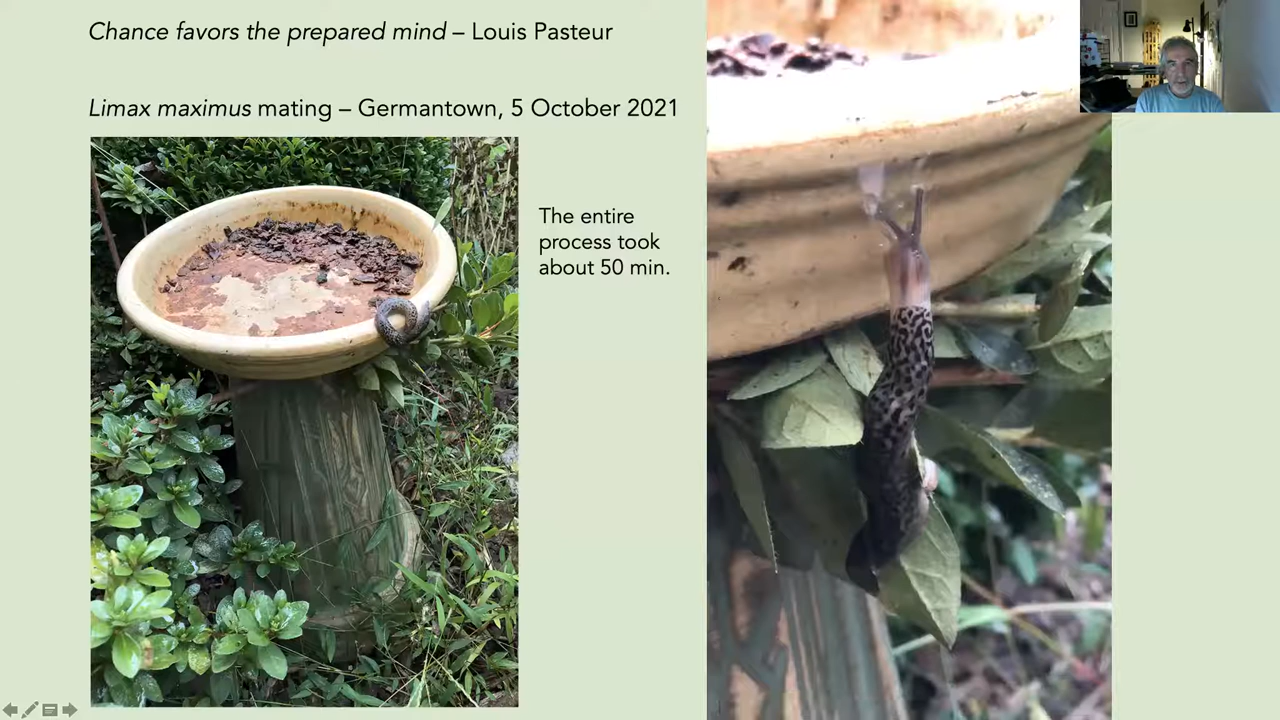 Chance favors the prepared mind – Louis Pasteur
Limax maximus mating – Germantown, 5 October 2021
The entire
process took
about 50 min.